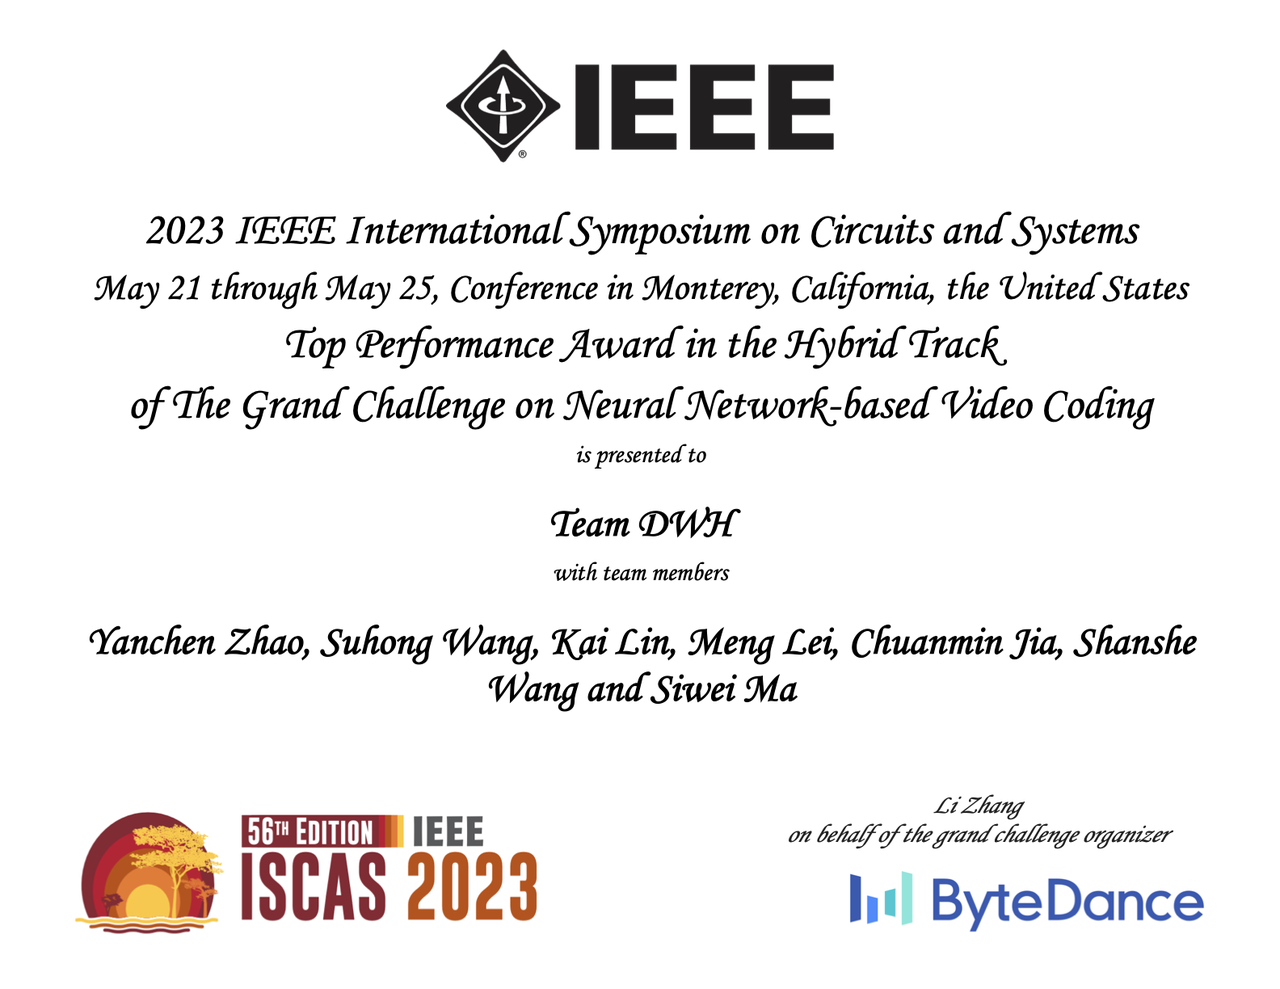 IEEE
®
2023 IEEE International Symposium on Circuits and Systems
May 21 through May 25, Conference in Monterey, California, the United States
Top Performance Award in the Hybrid Track
of The Grand Challenge on Neural Network-based Video Coding
is presented to
Team DWH
with team members
Yanchen Zhao, Suhong Wang, Kai Lin, Meng Lei, Chuanmin Jia, Shanshe
Wang and Siwei Ma
56TH EDITION IEEE
ISCAS 2023
Li Zhang
on behalf of the grand challenge organizer
ByteDance